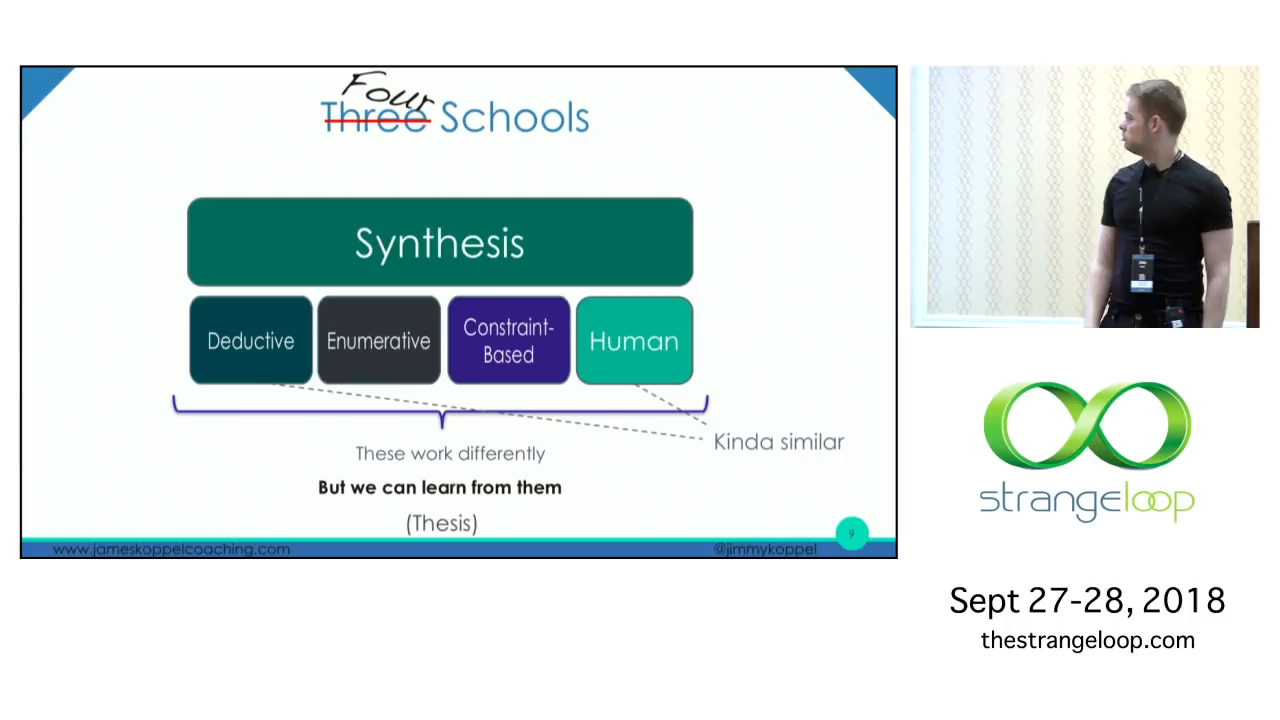 Four
Three Schools
Synthesis
Deductive
Enumerative
Constraint-
Based
Human
Kinda similar
These work differently
But we can learn from them
(Thesis)
www.jameskoppelcoaching.com
@jimmykoppel
9
strangeloop
Sept 27-28, 2018
thestrangeloop.com